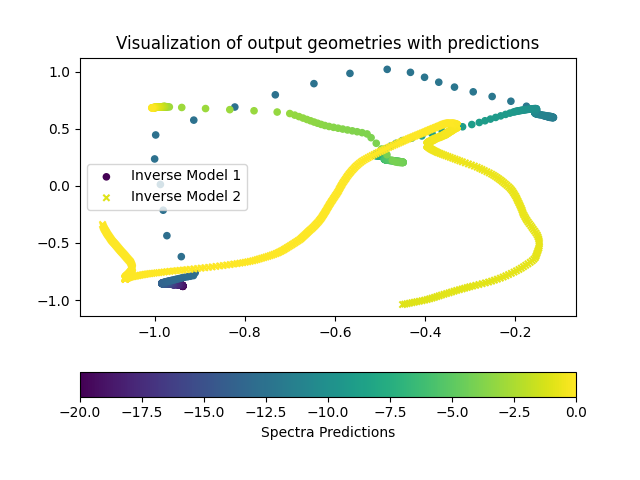 Visualization of output geometries with predictions
1.0
0.5
0.0
−0.5
−1.0
Inverse Model 1
Inverse Model 2
−1.0 −0.8 −0.6 −0.4 −0.2
−20.0 −17.5 −15.0 −12.5 −10.0 −7.5 −5.0 −2.5 0.0
Spectra Predictions